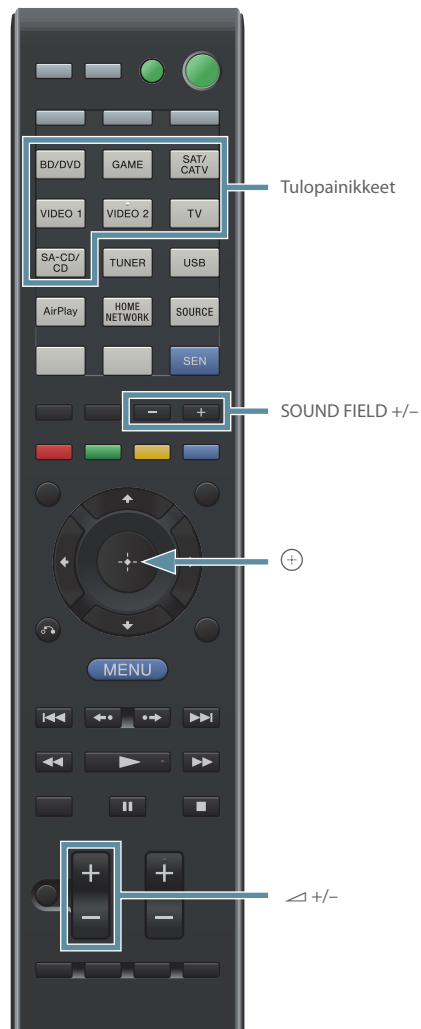 BD/DVD GAME SAT/
CATV
Tulopainikkeet
VIDEO 1 VIDEO 2 TV
SA-CD/
CD TUNER USB
AirPlay HOME
NETWORK SOURCE
SEN
− +
SOUND FIELD +/–
MENU
+ +
− −
+/–